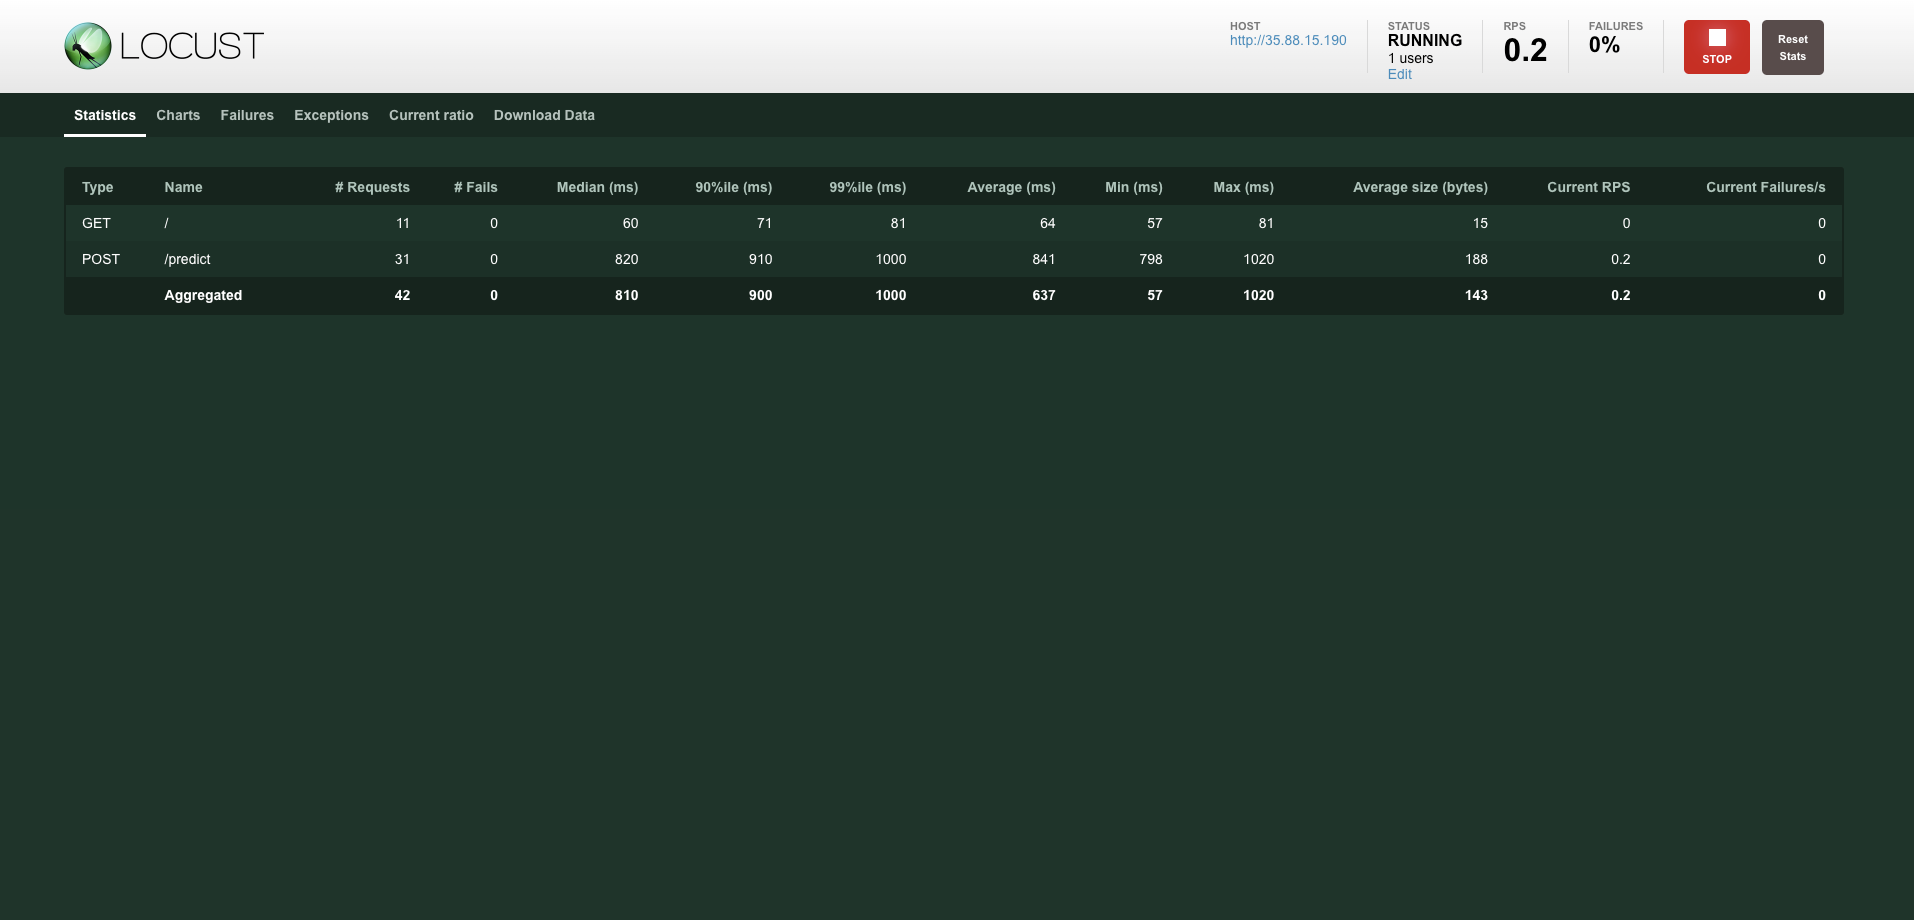 LOCUST
HOST
http://35.88.15.190
STATUS
RUNNING
1 users
Edit
RPS
0.2
FAILURES
0%
STOP
Reset
Stats
Statistics Charts Failures Exceptions Current ratio Download Data
Type Name # Requests # Fails Median (ms) 90%ile (ms) 99%ile (ms) Average (ms) Min (ms) Max (ms) Average size (bytes) Current RPS Current Failures/s
GET / 11 0 60 71 81 64 57 81 15 0 0
POST /predict 31 0 820 910 1000 841 798 1020 188 0.2 0
Aggregated 42 0 810 900 1000 637 57 1020 143 0.2 0